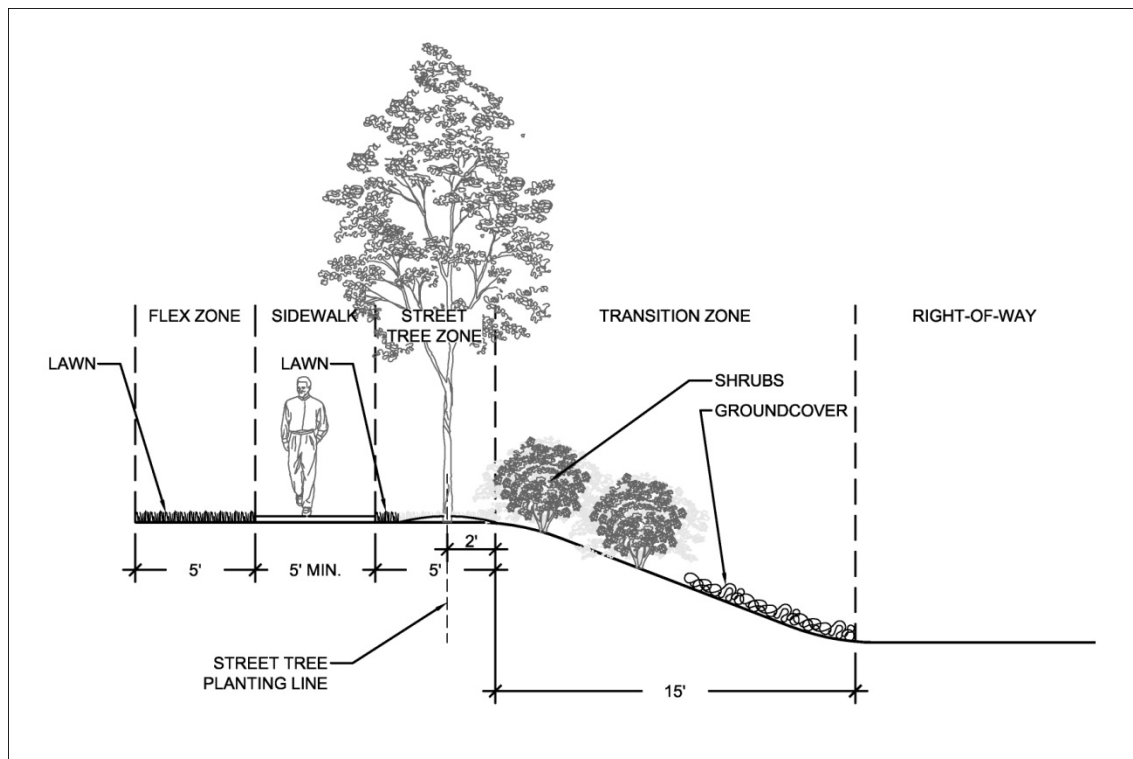 FLEX ZONE
SIDEWALK
STREET
TREE ZONE
TRANSITION ZONE
RIGHT-OF-WAY
LAWN
LAWN
SHRUBS
GROUNDCOVER
2'
5'
5' MIN.
5'
STREET TREE
PLANTING LINE
15'